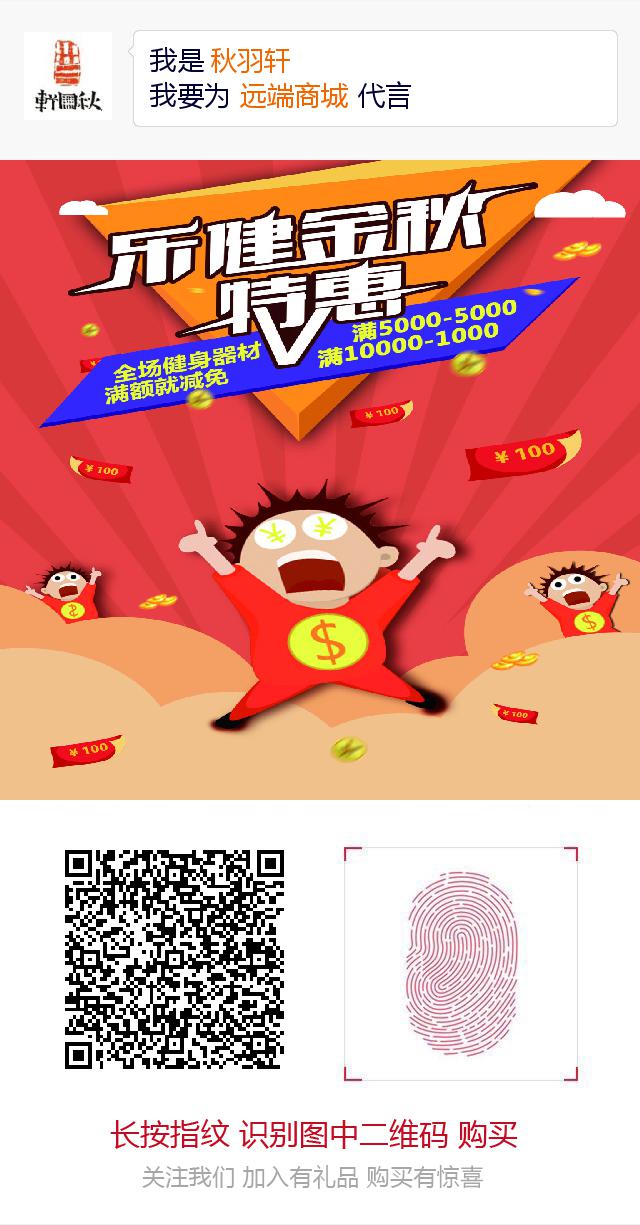 軒羽秋
我是 秋羽轩
我要为 远端商城 代言
乐健金秋
特惠
全场健身器材
满额就减免
满5000-5000
满10000-1000
¥ 100
¥ 100
¥ 100
¥ ¥
$
$
$
¥ 100
¥ 100
长按指纹 识别图中二维码 购买
关注我们 加入有礼品 购买有惊喜